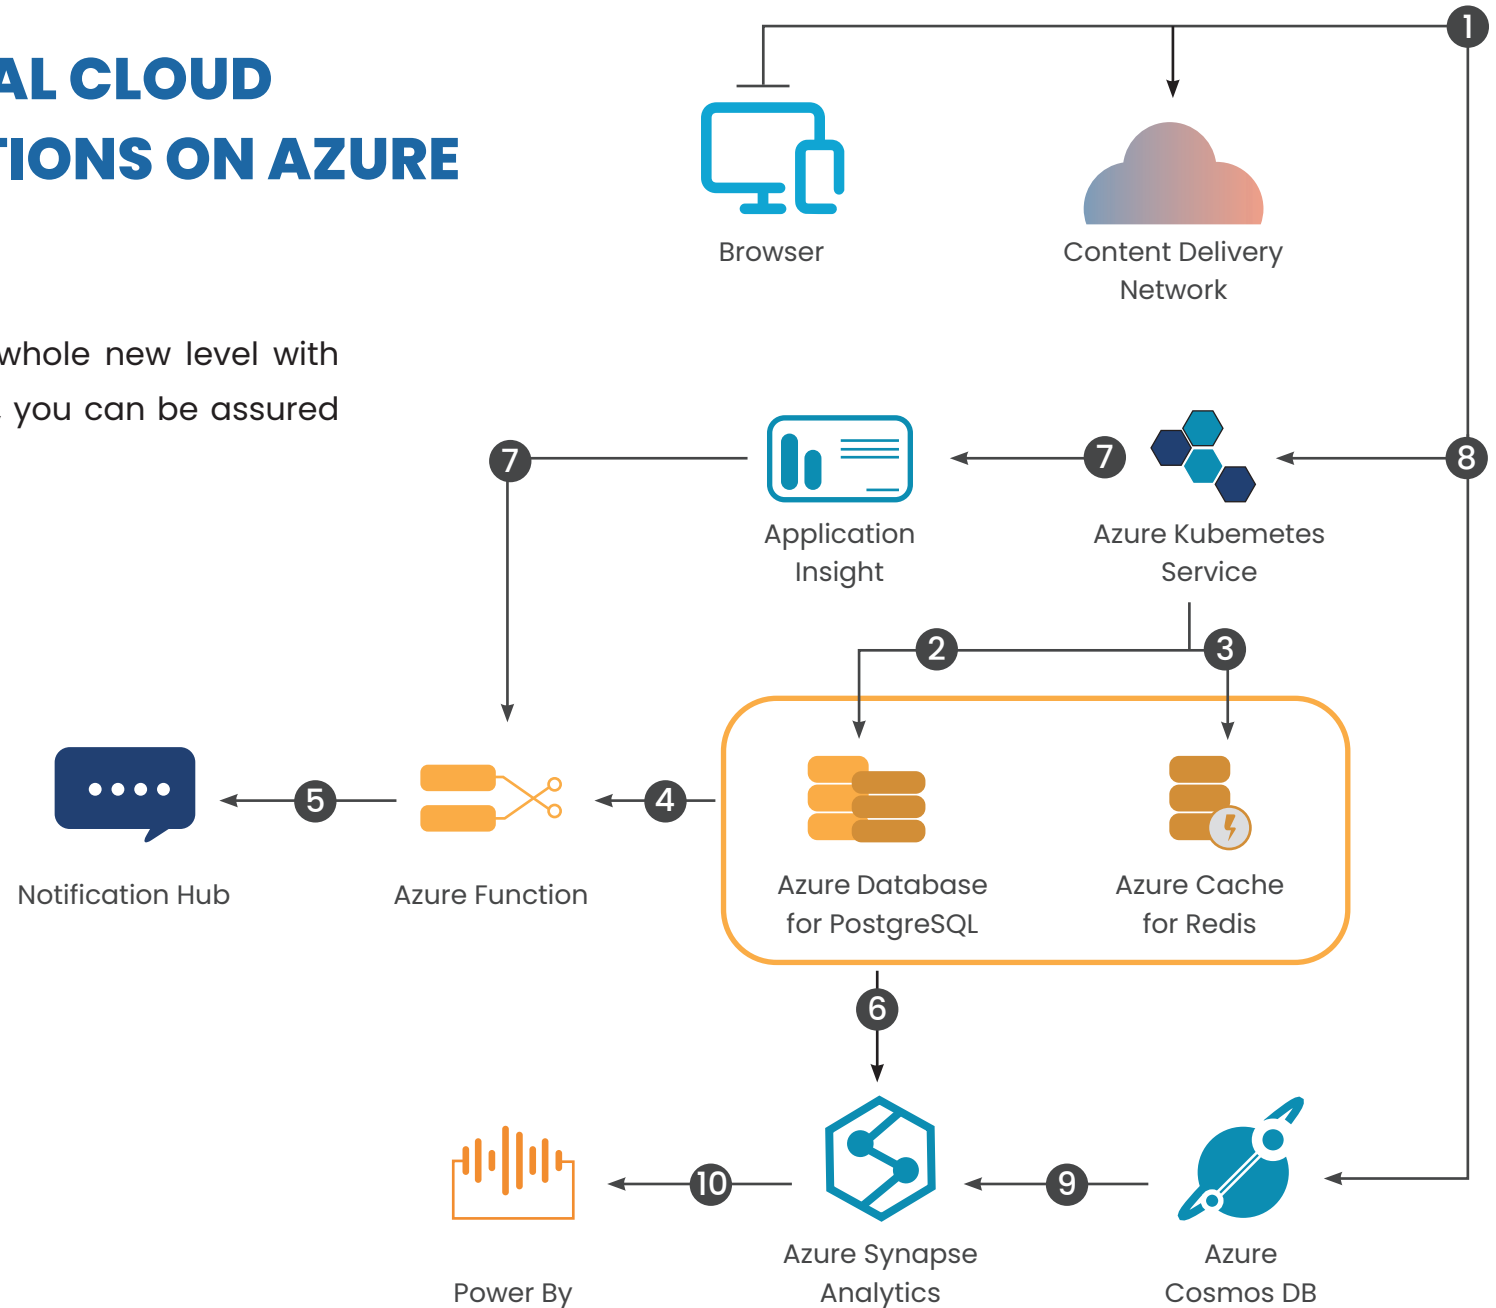 AL CLOUD
TIONS ON AZURE
whole new level with
you can be assured
1
Browser
Content Delivery
Network
7
7
8
Application
Insight
Azure Kubemetes
Service
2
3
5
4
Notification Hub
Azure Function
Azure Database
for PostgreSQL
Azure Cache
for Redis
6
10
9
Power By
Azure Synapse
Analytics
Azure
Cosmos DB